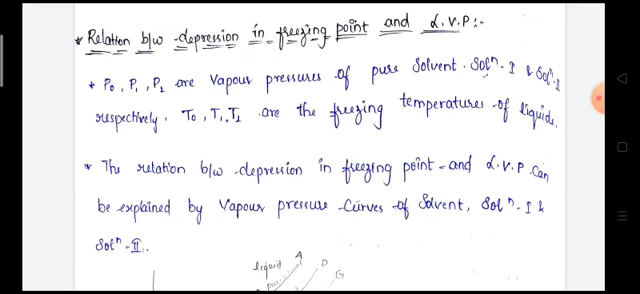 * Relation b/w depression in freezing point and L.V.P :-
* P₀, P₁, P₂ are Vapour pressures of pure Solvent. Solⁿ-I & Solⁿ-II
respectively. T₀, T₁, T₂ are the freezing temperatures of liquids.
* The relation b/w depression in freezing point and L.V.P can
be explained by Vapour pressure curves of Solvent, Solⁿ-I &
Solⁿ-II.
liquid A
D
G